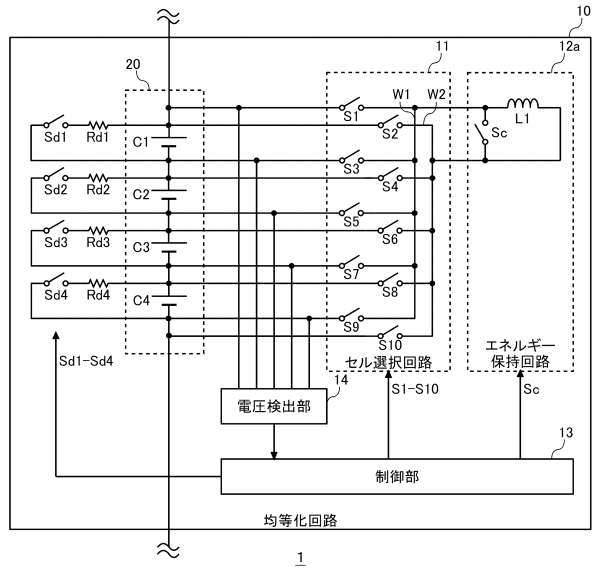 10
11
12a
20
W1
W2
S1
L1
Sc
Sd1
Rd1
S2
C1
S3
Sd2
Rd2
S4
C2
S5
Sd3
Rd3
S6
C3
S7
Sd4
Rd4
S8
C4
S9
S10
セル選択回路
エネルギー
保持回路
Sd1-Sd4
14
電圧検出部
S1-S10
Sc
13
制御部
均等化回路
1